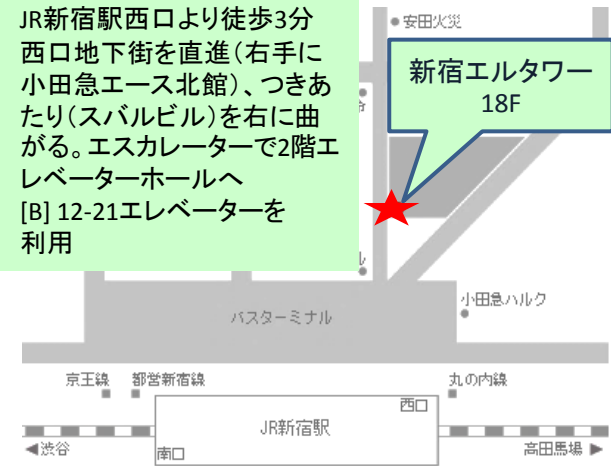 JR新宿駅西口より徒歩3分
西口地下街を直進(右手に
小田急エース北館)、つきあ
たり(スバルビル)を右に曲
がる。エスカレーターで2階エ
レベーターホールへ
[B] 12-21エレベーターを
利用
安田火災
新宿エルタワー
18F
小田急ハルク
バスターミナル
京王線
都営新宿線
丸の内線
西口
JR新宿駅
南口
◀渋谷
高田馬場 ▶